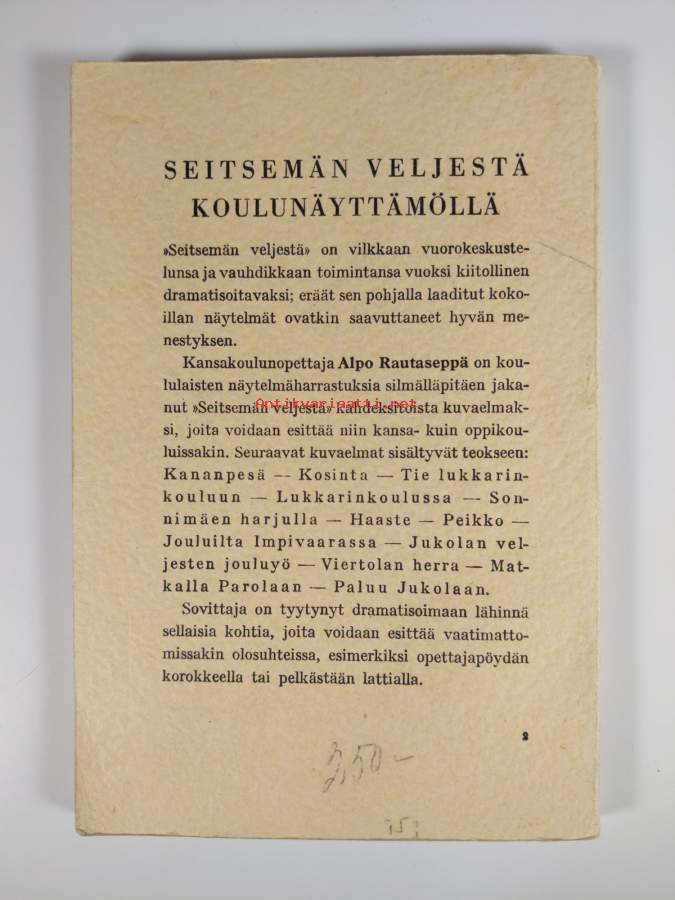 SEITSEMÄN VELJESTÄ
KOULUNÄYTTÄMÖLLÄ
»Seitsemän veljestä» on vilkkaan vuorokeskuste-
lunsa ja vauhdikkaan toimintansa vuoksi kiitollinen
dramatisoitavaksi; eräät sen pohjalla laaditut koko-
illan näytelmät ovatkin saavuttaneet hyvän me-
nestyksen.
Kansakoulunopettaja Alpo Rautaseppä on kou-
lulaisten näytelmäharrastuksia silmälläpitäen jaka-
nut »Seitsemän veljestä» kahdeksitoista kuvaelmak-
Antikvariaatti.net
si, joita voidaan esittää niin kansa- kuin oppikou-
luissakin. Seuraavat kuvaelmat sisältyvät teokseen:
Kananpesä — Kosinta — Tie lukkarin-
kouluun — Lukkarinkoulussa — Son-
nimäen harjulla — Haaste — Peikko —
Jouluilta Impivaarassa — Jukolan vel-
jesten jouluyö — Viertolan herra — Mat-
kalla Parolaan — Paluu Jukolaan.
Sovittaja on tyytynyt dramatisoimaan lähinnä
sellaisia kohtia, joita voidaan esittää vaatimatto-
missakin olosuhteissa, esimerkiksi opettajapöydän
korokkeella tai pelkästään lattialla.
2